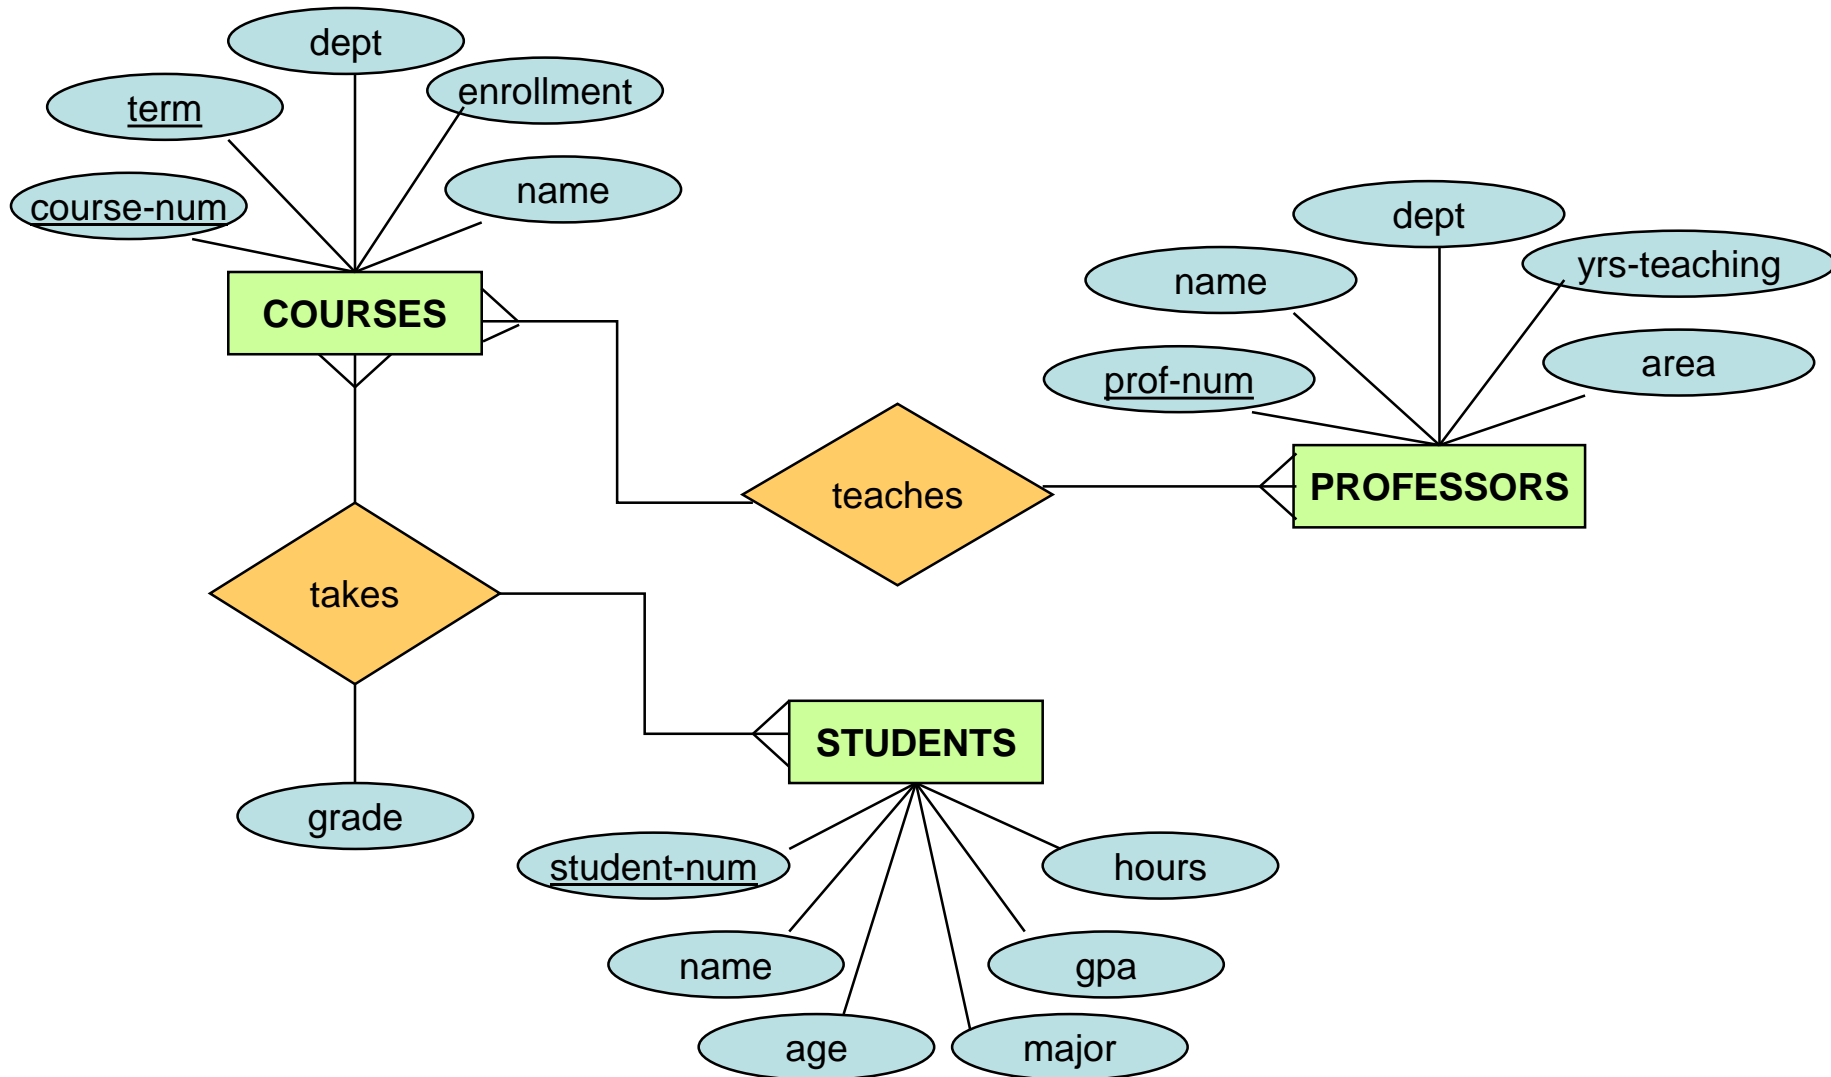 dept
enrollment
term
name
course-num
COURSES
dept
yrs-teaching
name
area
prof-num
PROFESSORS
teaches
takes
STUDENTS
grade
student-num
hours
name
gpa
age
major